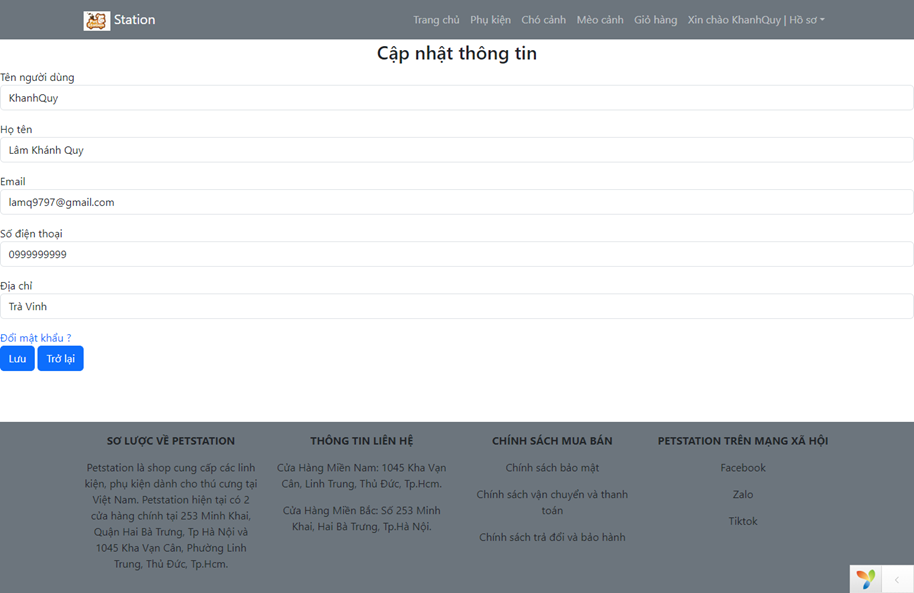 Station
Trang chủ Phụ kiện Chó cảnh Mèo cảnh Giỏ hàng Xin chào KhanhQuy | Hồ sơ
Cập nhật thông tin
Tên người dùng
KhanhQuy
Họ tên
Lâm Khánh Quy
Email
lamq9797@gmail.com
Số điện thoại
0999999999
Địa chỉ
Trà Vinh
Đổi mật khẩu ?
Lưu Trở lại
SƠ LƯỢC VỀ PETSTATION
Petstation là shop cung cấp các linh
kiện, phụ kiện dành cho thú cưng tại
Việt Nam. Petstation hiện tại có 2
cửa hàng chính tại 253 Minh Khai,
Quận Hai Bà Trưng, Tp Hà Nội và
1045 Kha Vạn Cân, Phường Linh
Trung, Thủ Đức, Tp.Hcm.
THÔNG TIN LIÊN HỆ
Cửa Hàng Miền Nam: 1045 Kha Vạn
Cân, Linh Trung, Thủ Đức, Tp.Hcm.
Cửa Hàng Miền Bắc: Số 253 Minh
Khai, Hai Bà Trưng, Tp.Hà Nội.
CHÍNH SÁCH MUA BÁN
Chính sách bảo mật
Chính sách vận chuyển và thanh
toán
Chính sách trả đổi và bảo hành
PETSTATION TRÊN MẠNG XÃ HỘI
Facebook
Zalo
Tiktok